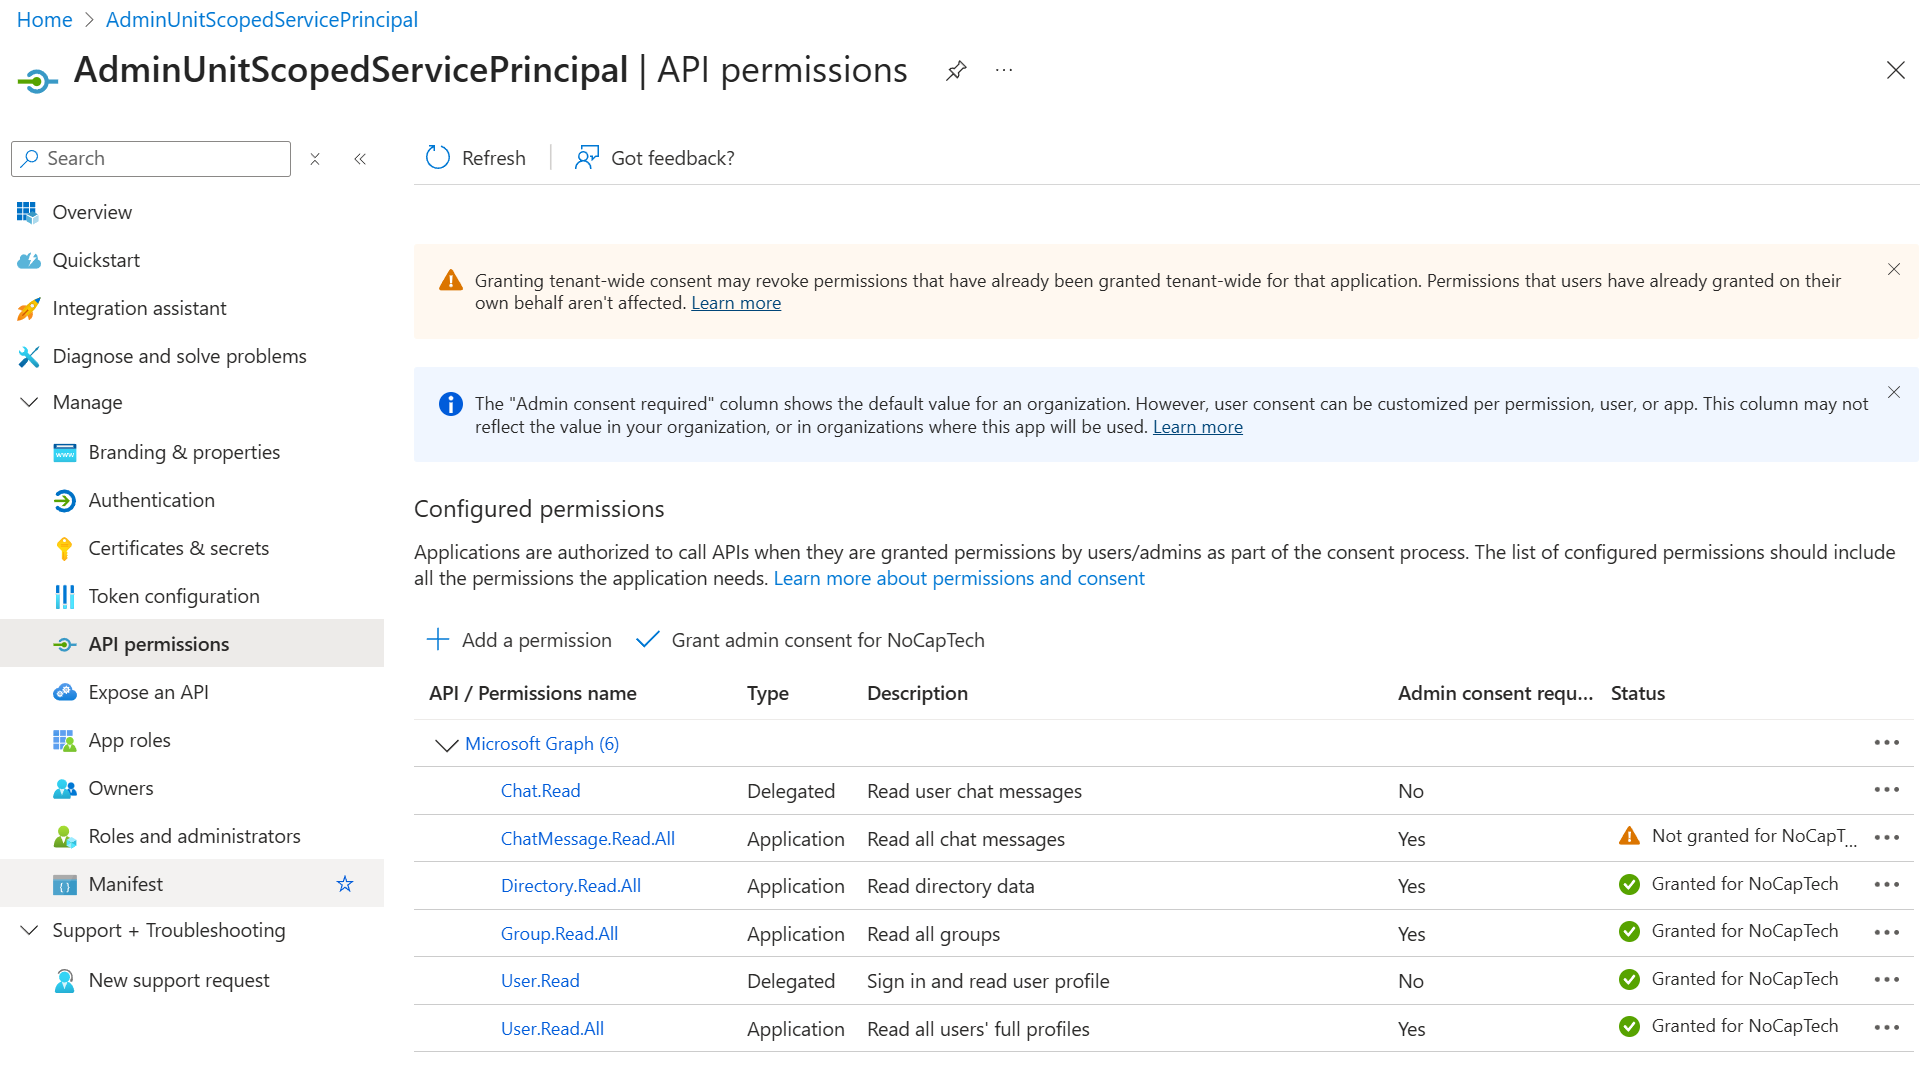 Home > AdminUnitScopedServicePrincipal
AdminUnitScopedServicePrincipal | API permissions
Search
Overview
Quickstart
Integration assistant
Diagnose and solve problems
Manage
Branding & properties
Authentication
Certificates & secrets
Token configuration
API permissions
Expose an API
App roles
Owners
Roles and administrators
Manifest
Support + Troubleshooting
New support request
Refresh
Got feedback?
Granting tenant-wide consent may revoke permissions that have already been granted tenant-wide for that application. Permissions that users have already granted on their
own behalf aren't affected. Learn more
The "Admin consent required" column shows the default value for an organization. However, user consent can be customized per permission, user, or app. This column may not
reflect the value in your organization, or in organizations where this app will be used. Learn more
Configured permissions
Applications are authorized to call APIs when they are granted permissions by users/admins as part of the consent process. The list of configured permissions should include
all the permissions the application needs. Learn more about permissions and consent
Add a permission Grant admin consent for NoCapTech
API / Permissions name Type Description Admin consent requ... Status
Microsoft Graph (6)
Chat.Read Delegated Read user chat messages No
ChatMessage.Read.All Application Read all chat messages Yes Not granted for NoCapT...
Directory.Read.All Application Read directory data Yes Granted for NoCapTech
Group.Read.All Application Read all groups Yes Granted for NoCapTech
User.Read Delegated Sign in and read user profile No Granted for NoCapTech
User.Read.All Application Read all users' full profiles Yes Granted for NoCapTech